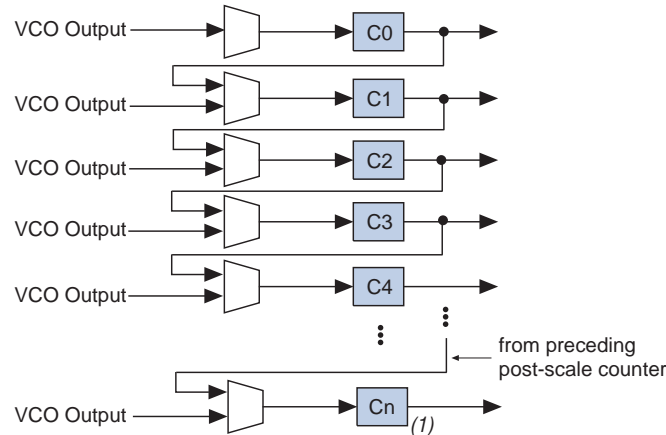 VCO Output
C0
VCO Output
C1
VCO Output
C2
VCO Output
C3
VCO Output
C4
from preceding
post-scale counter
VCO Output
Cn
(1)